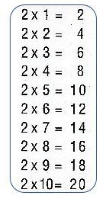 2 x 1 = 2
2 x 2 = 4
2 x 3 = 6
2 x 4 = 8
2 x 5 = 10
2 x 6 = 12
2 x 7 = 14
2 x 8 = 16
2 x 9 = 18
2 x 10= 20